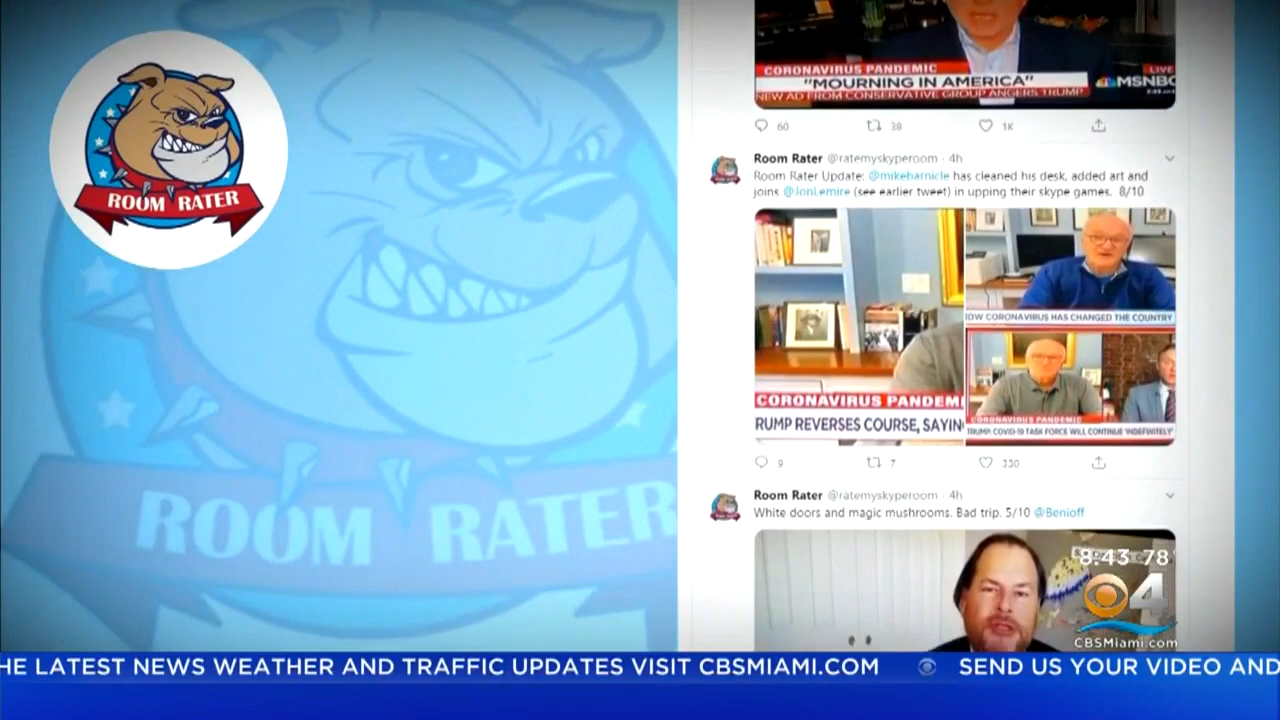 ROOM RATER
ROOM RATER
CORONAVIRUS PANDEMIC
LIVE
"MOURNING IN AMERICA"
MSNBC
NEW AD FROM CONSERVATIVE GROUP ANGERS TRUMP
60 38 1K
Room Rater @ratemyskyperoom · 4h
Room Rater Update: @mikebarnicle has cleaned his desk, added art and
joins @JonLemire (see earlier tweet) in upping their skype games. 8/10
OW CORONAVIRUS HAS CHANGED THE COUNTRY
CORONAVIRUS PANDEMI
RUMP REVERSES COURSE, SAYIN
CORONAVIRUS PANDEMIC
TRUMP: COVID-19 TASK FORCE WILL CONTINUE 'INDEFINITELY'
9 7 330
Room Rater @ratemyskyperoom · 4h
White doors and magic mushrooms. Bad trip. 5/10 @Benioff
8:43 78
4
CBSMiami.com
HE LATEST NEWS WEATHER AND TRAFFIC UPDATES VISIT CBSMIAMI.COM SEND US YOUR VIDEO AND